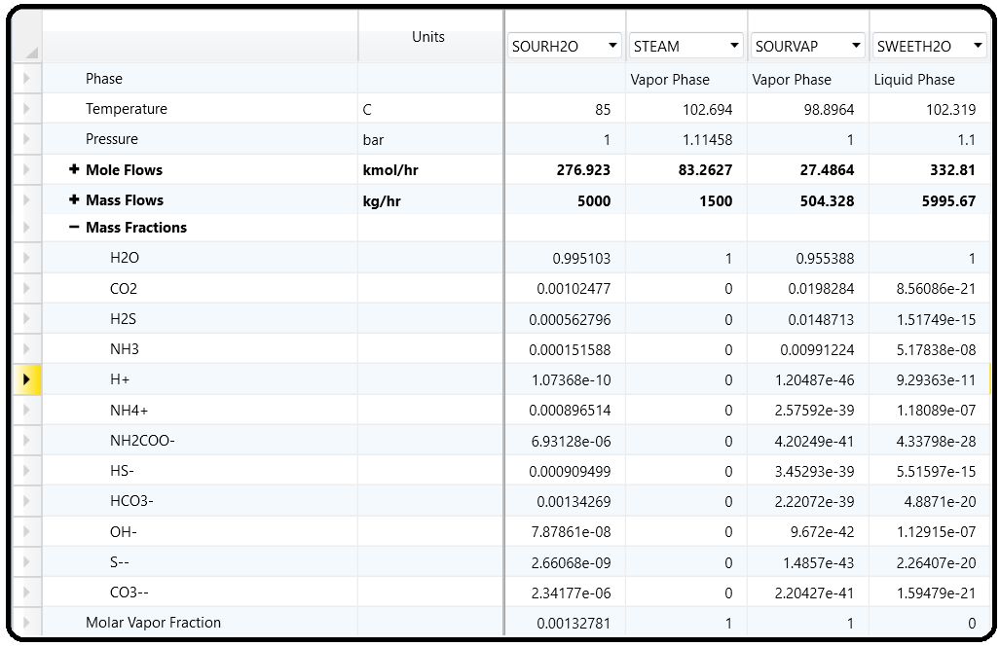 Units SOURH2O STEAM SOURVAP SWEETH2O
Phase Vapor Phase Vapor Phase Liquid Phase
Temperature C 85 102.694 98.8964 102.319
Pressure bar 1 1.11458 1 1.1
+ Mole Flows kmol/hr 276.923 83.2627 27.4864 332.81
+ Mass Flows kg/hr 5000 1500 504.328 5995.67
− Mass Fractions
H2O 0.995103 1 0.955388 1
CO2 0.00102477 0 0.0198284 8.56086e-21
H2S 0.000562796 0 0.0148713 1.51749e-15
NH3 0.000151588 0 0.00991224 5.17838e-08
H+ 1.07368e-10 0 1.20487e-46 9.29363e-11
NH4+ 0.000896514 0 2.57592e-39 1.18089e-07
NH2COO- 6.93128e-06 0 4.20249e-41 4.33798e-28
HS- 0.000909499 0 3.45293e-39 5.51597e-15
HCO3- 0.00134269 0 2.22072e-39 4.8871e-20
OH- 7.87861e-08 0 9.672e-42 1.12915e-07
S-- 2.66068e-09 0 1.4857e-43 2.26407e-20
CO3-- 2.34177e-06 0 2.20427e-41 1.59479e-21
Molar Vapor Fraction 0.00132781 1 1 0